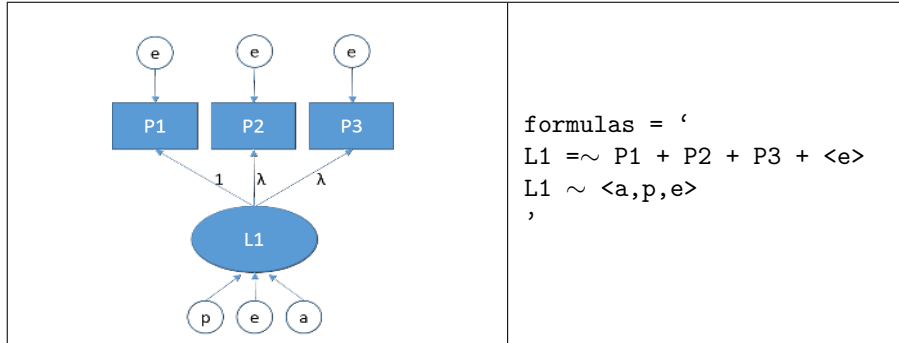 e e e
P1 P2 P3
1 λ λ
L1
p e a
formulas = ‘
L1 =∼ P1 + P2 + P3 + <e>
L1 ∼ <a,p,e>
’